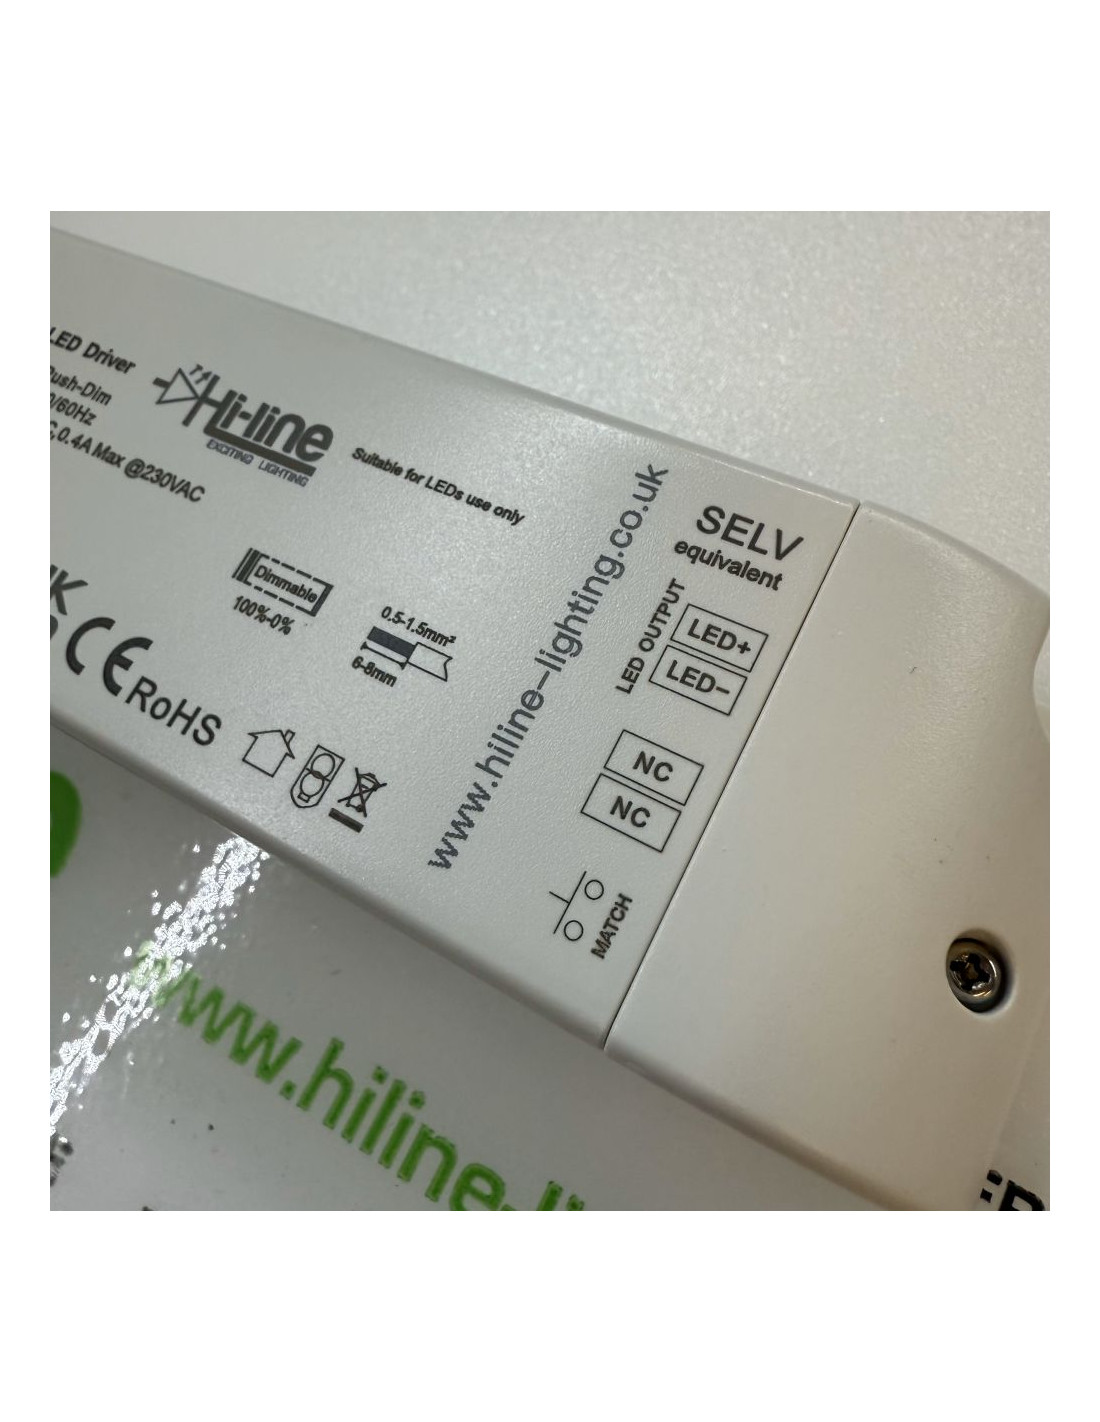 LED Driver
Push-Dim
/60Hz
0.4A Max @230VAC
Hi-line
EXCITING LIGHTING
Suitable for LEDs use only
Dimmable
100%-0%
0.5-1.5mm²
6-8mm
UK
CE RoHS
www.hiline-lighting.co.uk
SELV
equivalent
LED OUTPUT
LED+
LED-
NC
NC
MATCH
www.hiline-li